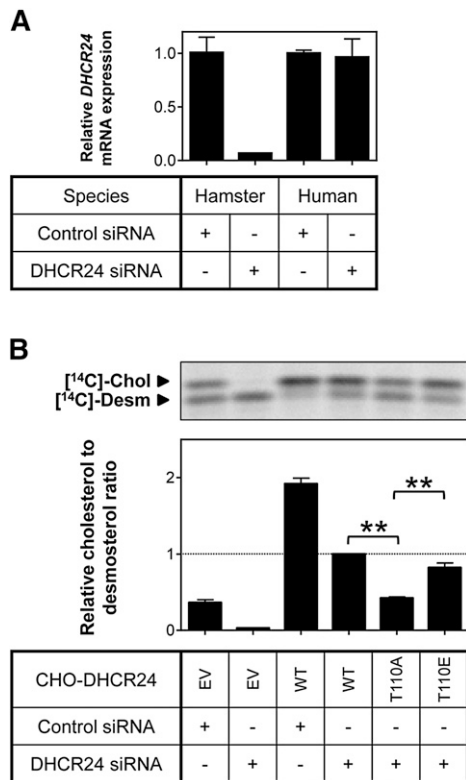 A
Relative DHCR24
mRNA expression
1.0
0.5
0.0
Species Hamster Human
Control siRNA + - + -
DHCR24 siRNA - + - +
B
[¹⁴C]-Chol ►
[¹⁴C]-Desm ►
Relative cholesterol to
desmosterol ratio
2
1
0
**
**
CHO-DHCR24 EV EV WT WT T110A T110E
Control siRNA + - + - - -
DHCR24 siRNA - + - + + +